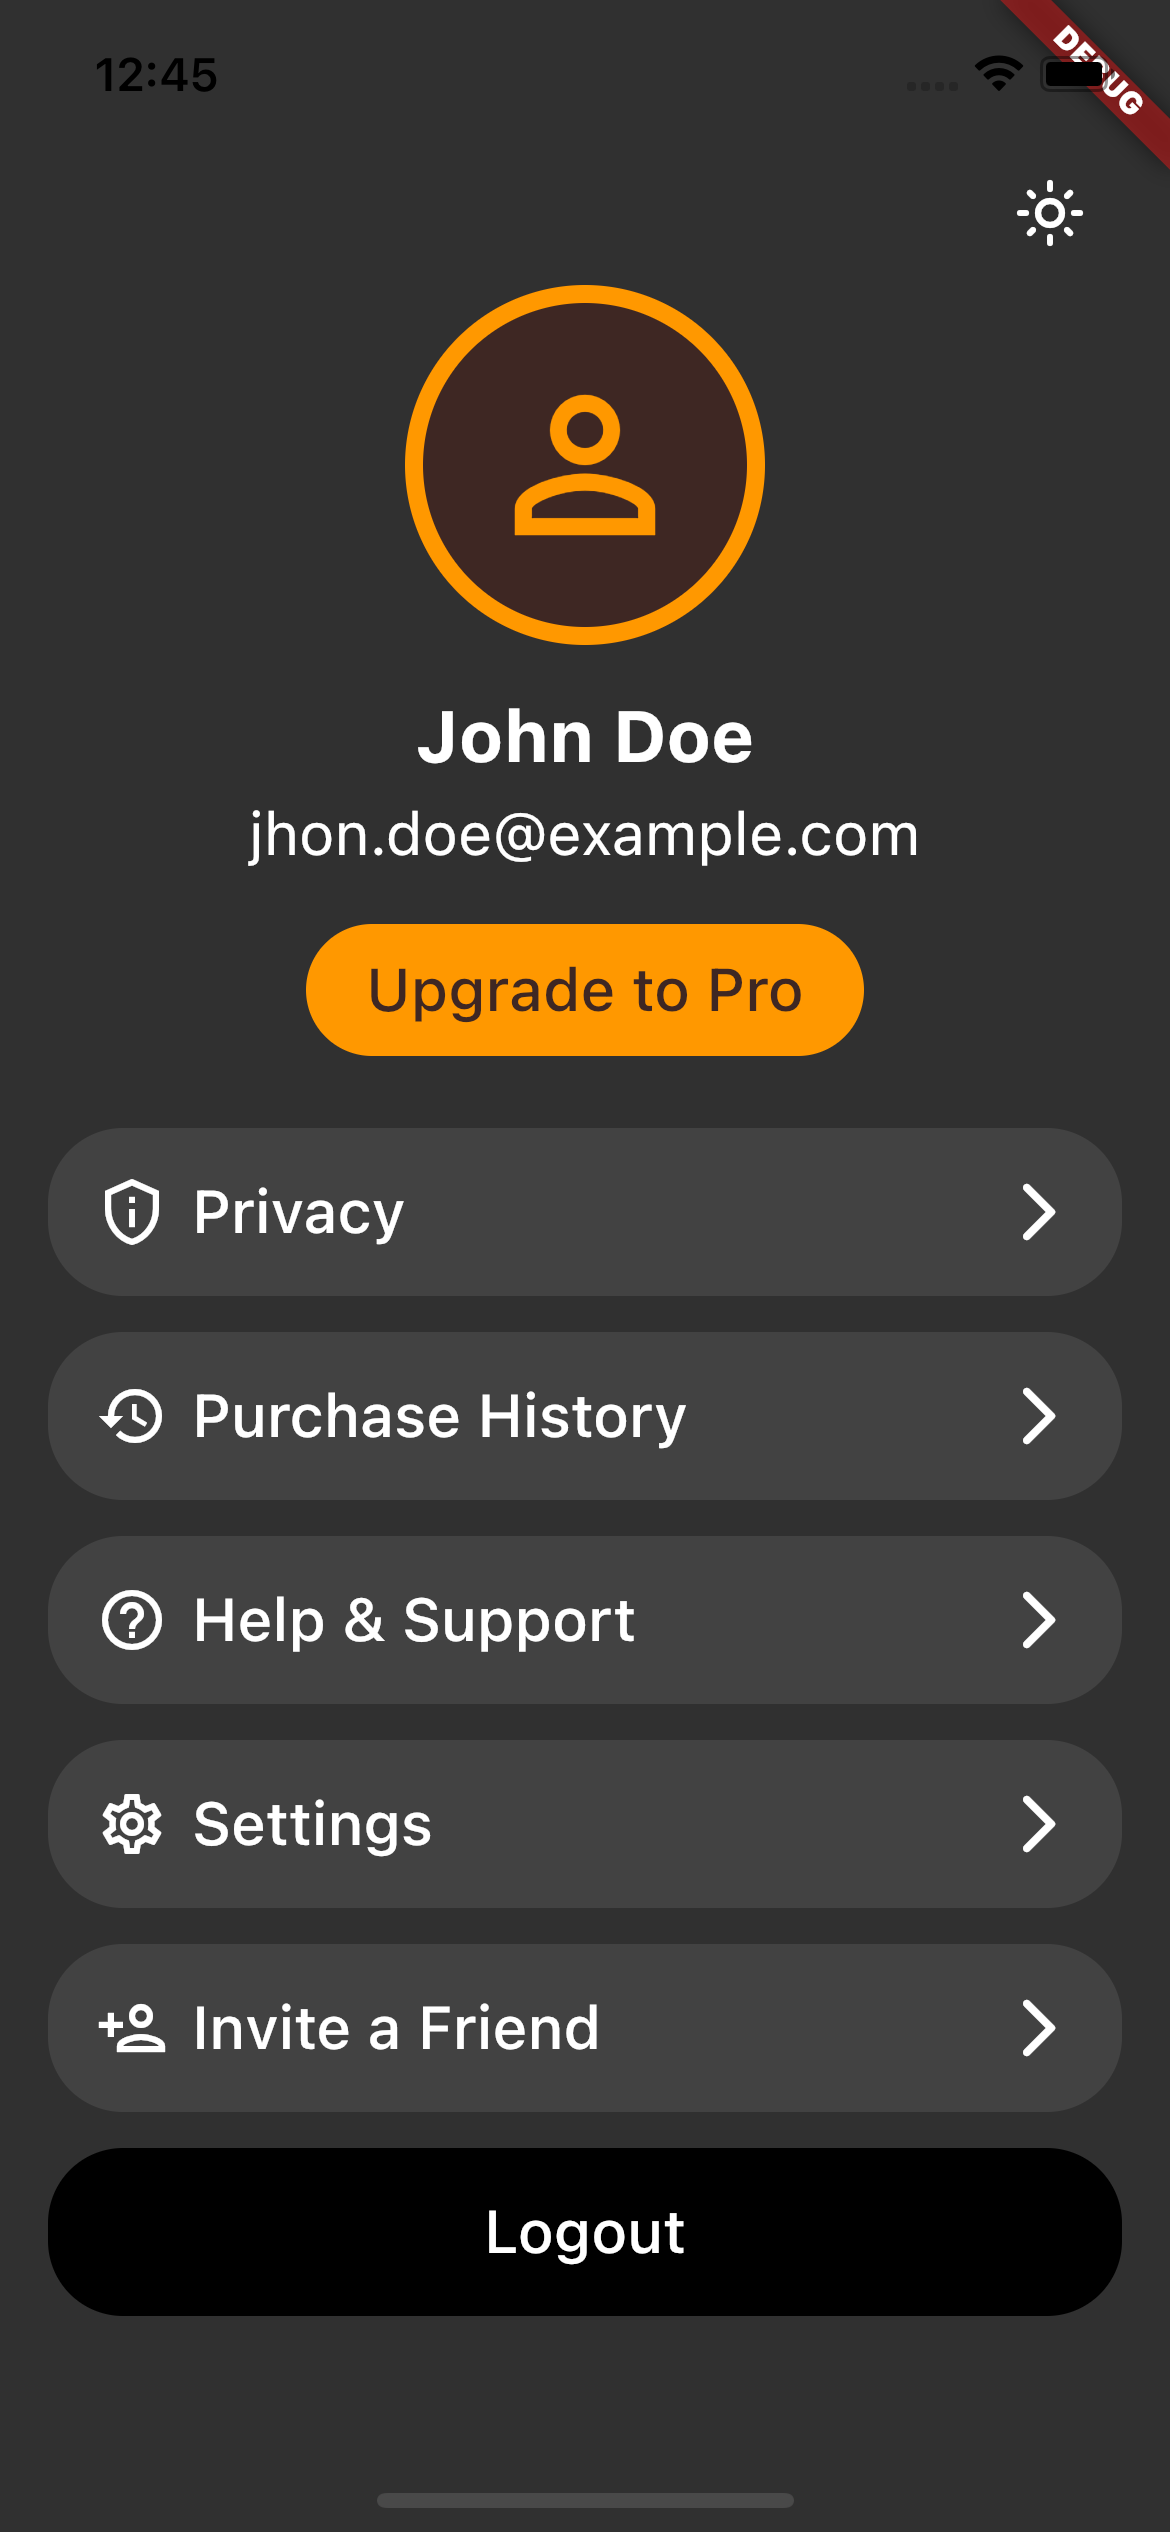 12:45
DEBUG
John Doe
jhon.doe@example.com
Upgrade to Pro
Privacy
Purchase History
Help & Support
Settings
Invite a Friend
Logout